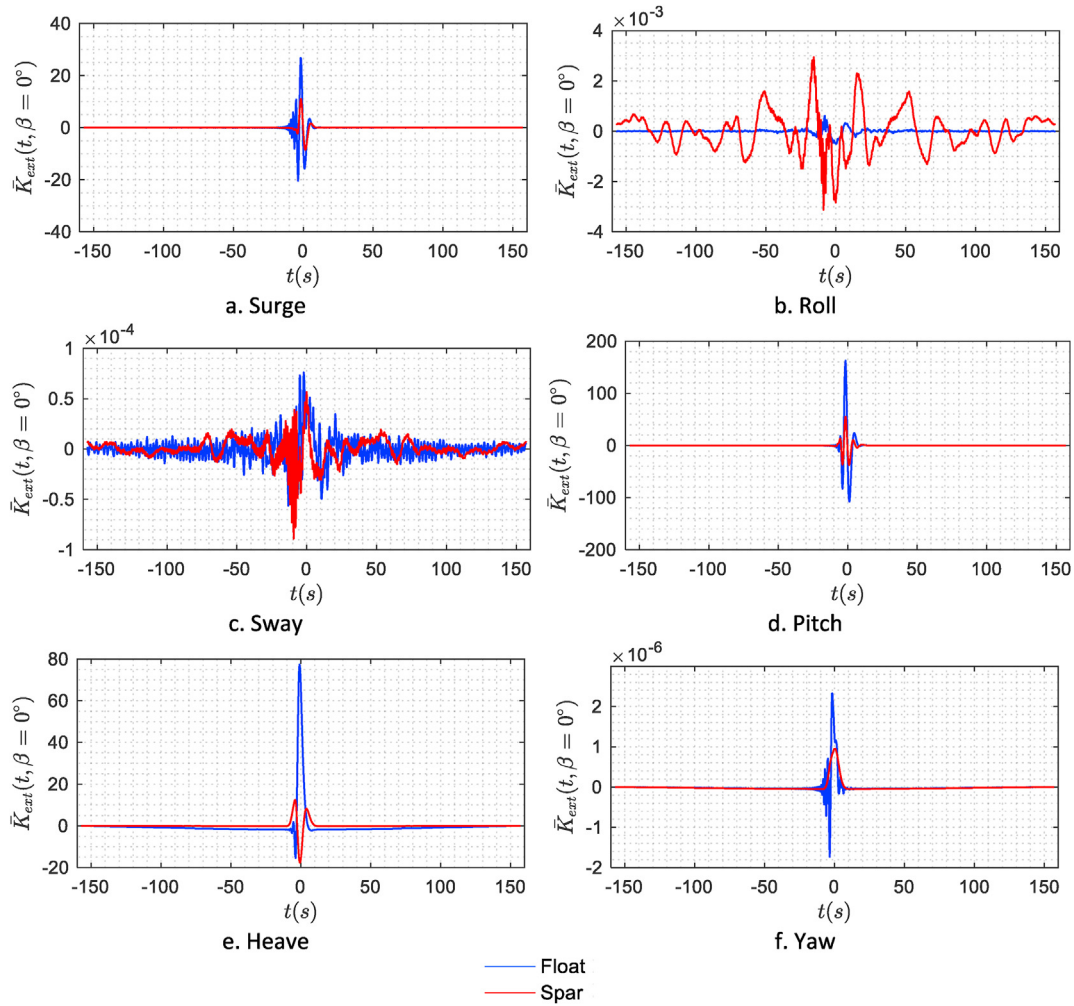 K̄ext(t, β = 0°)
40
20
0
-20
-40
-150 -100 -50 0 50 100 150
t(s)
a. Surge
×10^-3
K̄ext(t, β = 0°)
4
2
0
-2
-4
-150 -100 -50 0 50 100 150
t(s)
b. Roll
×10^-4
K̄ext(t, β = 0°)
1
0.5
0
-0.5
-1
-150 -100 -50 0 50 100 150
t(s)
c. Sway
K̄ext(t, β = 0°)
200
100
0
-100
-200
-150 -100 -50 0 50 100 150
t(s)
d. Pitch
K̄ext(t, β = 0°)
80
60
40
20
0
-20
-150 -100 -50 0 50 100 150
t(s)
e. Heave
×10^-6
K̄ext(t, β = 0°)
2
1
0
-1
-2
-150 -100 -50 0 50 100 150
t(s)
f. Yaw
Float
Spar